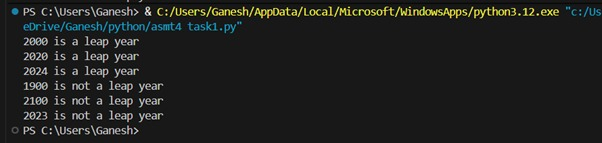 PS C:\Users\Ganesh> & C:/Users/Ganesh/AppData/Local/Microsoft/WindowsApps/python3.12.exe "c:/Us
eDrive/Ganesh/python/asmt4 task1.py"
2000 is a leap year
2020 is a leap year
2024 is a leap year
1900 is not a leap year
2100 is not a leap year
2023 is not a leap year
PS C:\Users\Ganesh>